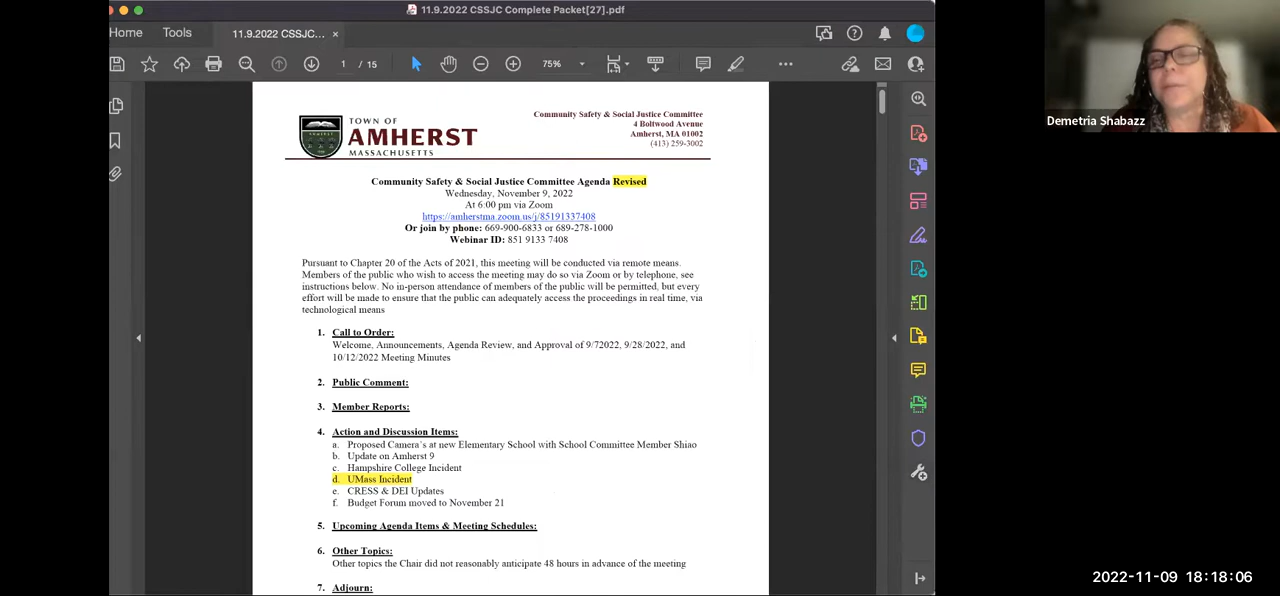 11.9.2022 CSSJC Complete Packet[27].pdf
Home Tools 11.9.2022 CSSJC... ×
1 / 15 75%
TOWN OF
AMHERST
MASSACHUSETTS
Community Safety & Social Justice Committee
4 Boltwood Avenue
Amherst, MA 01002
(413) 259-3002
Community Safety & Social Justice Committee Agenda Revised
Wednesday, November 9, 2022
At 6:00 pm via Zoom
https://amherstma.zoom.us/j/85191337408
Or join by phone: 669-900-6833 or 689-278-1000
Webinar ID: 851 9133 7408
Pursuant to Chapter 20 of the Acts of 2021, this meeting will be conducted via remote means.
Members of the public who wish to access the meeting may do so via Zoom or by telephone, see
instructions below. No in-person attendance of members of the public will be permitted, but every
effort will be made to ensure that the public can adequately access the proceedings in real time, via
technological means
1. Call to Order:
Welcome, Announcements, Agenda Review, and Approval of 9/72022, 9/28/2022, and
10/12/2022 Meeting Minutes
2. Public Comment:
3. Member Reports:
4. Action and Discussion Items:
a. Proposed Camera's at new Elementary School with School Committee Member Shiao
b. Update on Amherst 9
c. Hampshire College Incident
d. UMass Incident
e. CRESS & DEI Updates
f. Budget Forum moved to November 21
5. Upcoming Agenda Items & Meeting Schedules:
6. Other Topics:
Other topics the Chair did not reasonably anticipate 48 hours in advance of the meeting
7. Adjourn:
Demetria Shabazz
2022-11-09 18:18:06